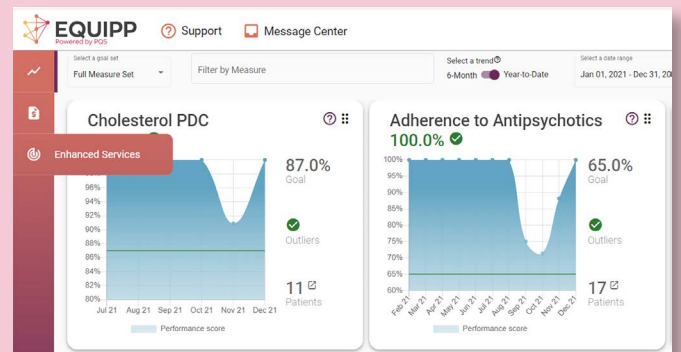 EQUIPP
Powered by PQS
Support
Message Center
Select a goal set
Full Measure Set
Filter by Measure
Select a trend
6-Month Year-to-Date
Select a date range
Jan 01, 2021 - Dec 31,
Enhanced Services
Cholesterol PDC
96%
94%
92%
90%
88%
86%
84%
82%
80%
Jul 21 Aug 21 Sep 21 Oct 21 Nov 21 Dec 21
Performance score
87.0%
Goal
Outliers
11
Patients
Adherence to Antipsychotics
100.0%
100%
95%
90%
85%
80%
75%
70%
65%
60%
Feb 21 Mar 21 Apr 21 May 21 Jun 21 Jul 21 Aug 21 Sep 21 Oct 21 Nov 21 Dec 21
Performance score
65.0%
Goal
Outliers
17
Patients